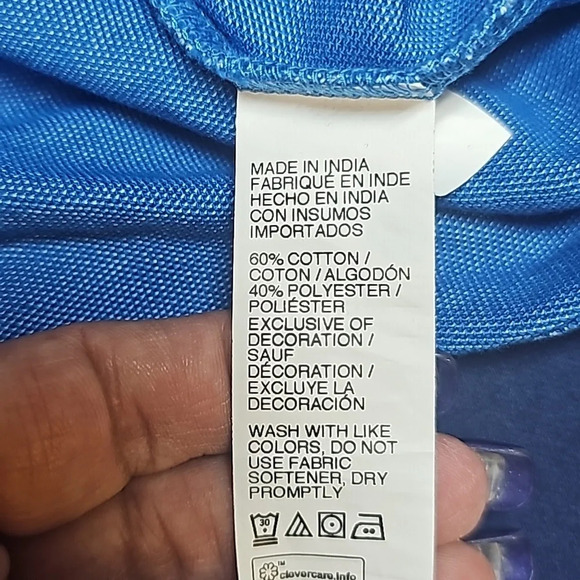 MADE IN INDIA
FABRIQUÉ EN INDE
HECHO EN INDIA
CON INSUMOS
IMPORTADOS
60% COTTON /
COTON / ALGODÓN
40% POLYESTER /
POLIÉSTER
EXCLUSIVE OF
DECORATION /
SAUF
DÉCORATION /
EXCLUYE LA
DECORACIÓN
WASH WITH LIKE
COLORS, DO NOT
USE FABRIC
SOFTENER, DRY
PROMPTLY
30
™
clevercare.info